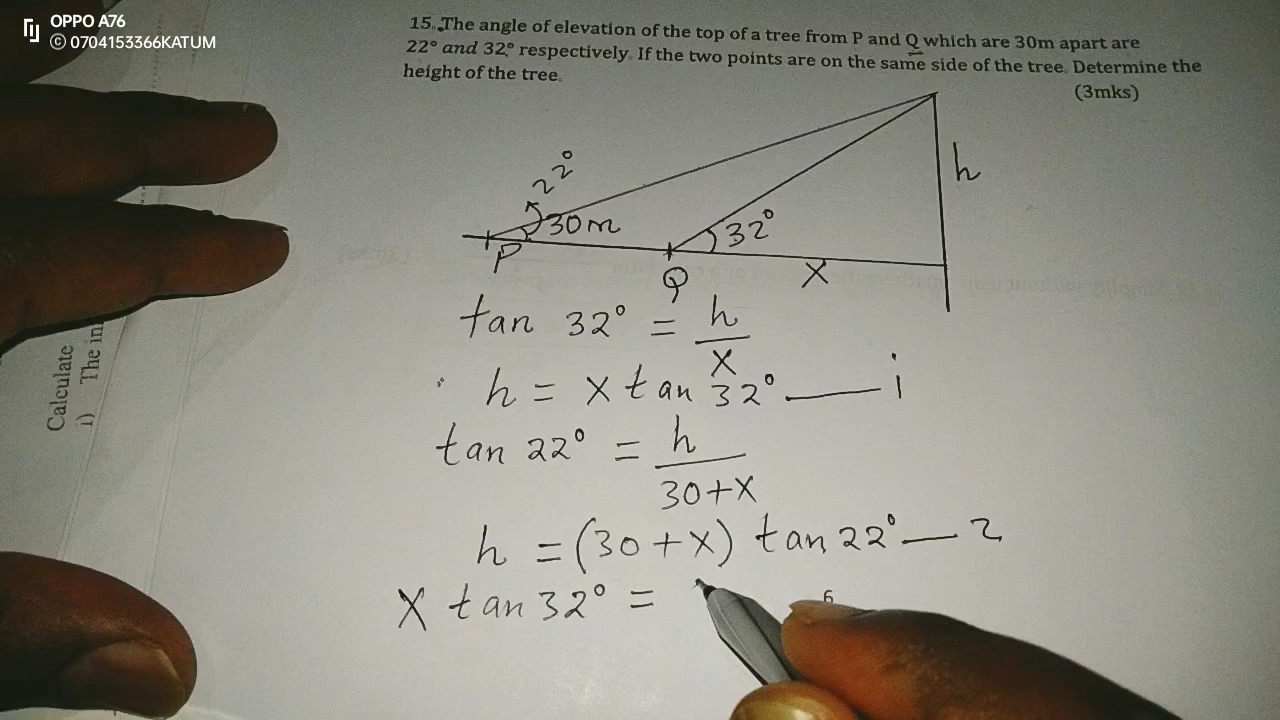 OPPO A76
© 0704153366KATUM
15. The angle of elevation of the top of a tree from P and Q which are 30m apart are
22° and 32° respectively. If the two points are on the same side of the tree. Determine the
height of the tree.
(3mks)
22°
30m
32°
h
P
Q
x
tan 32° = h/x
h = x tan 32° — i
tan 22° = h/30+x
h = (30+x) tan 22° — 2
x tan 32° =
6
Calculate
i) The in